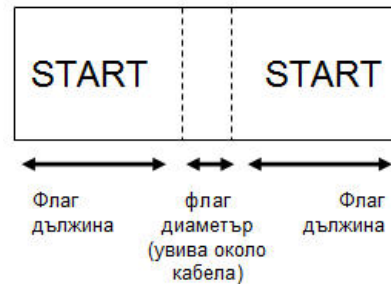 START START
Флаг
дължина
флаг
диаметър
(увива около
кабела)
Флаг
дължина